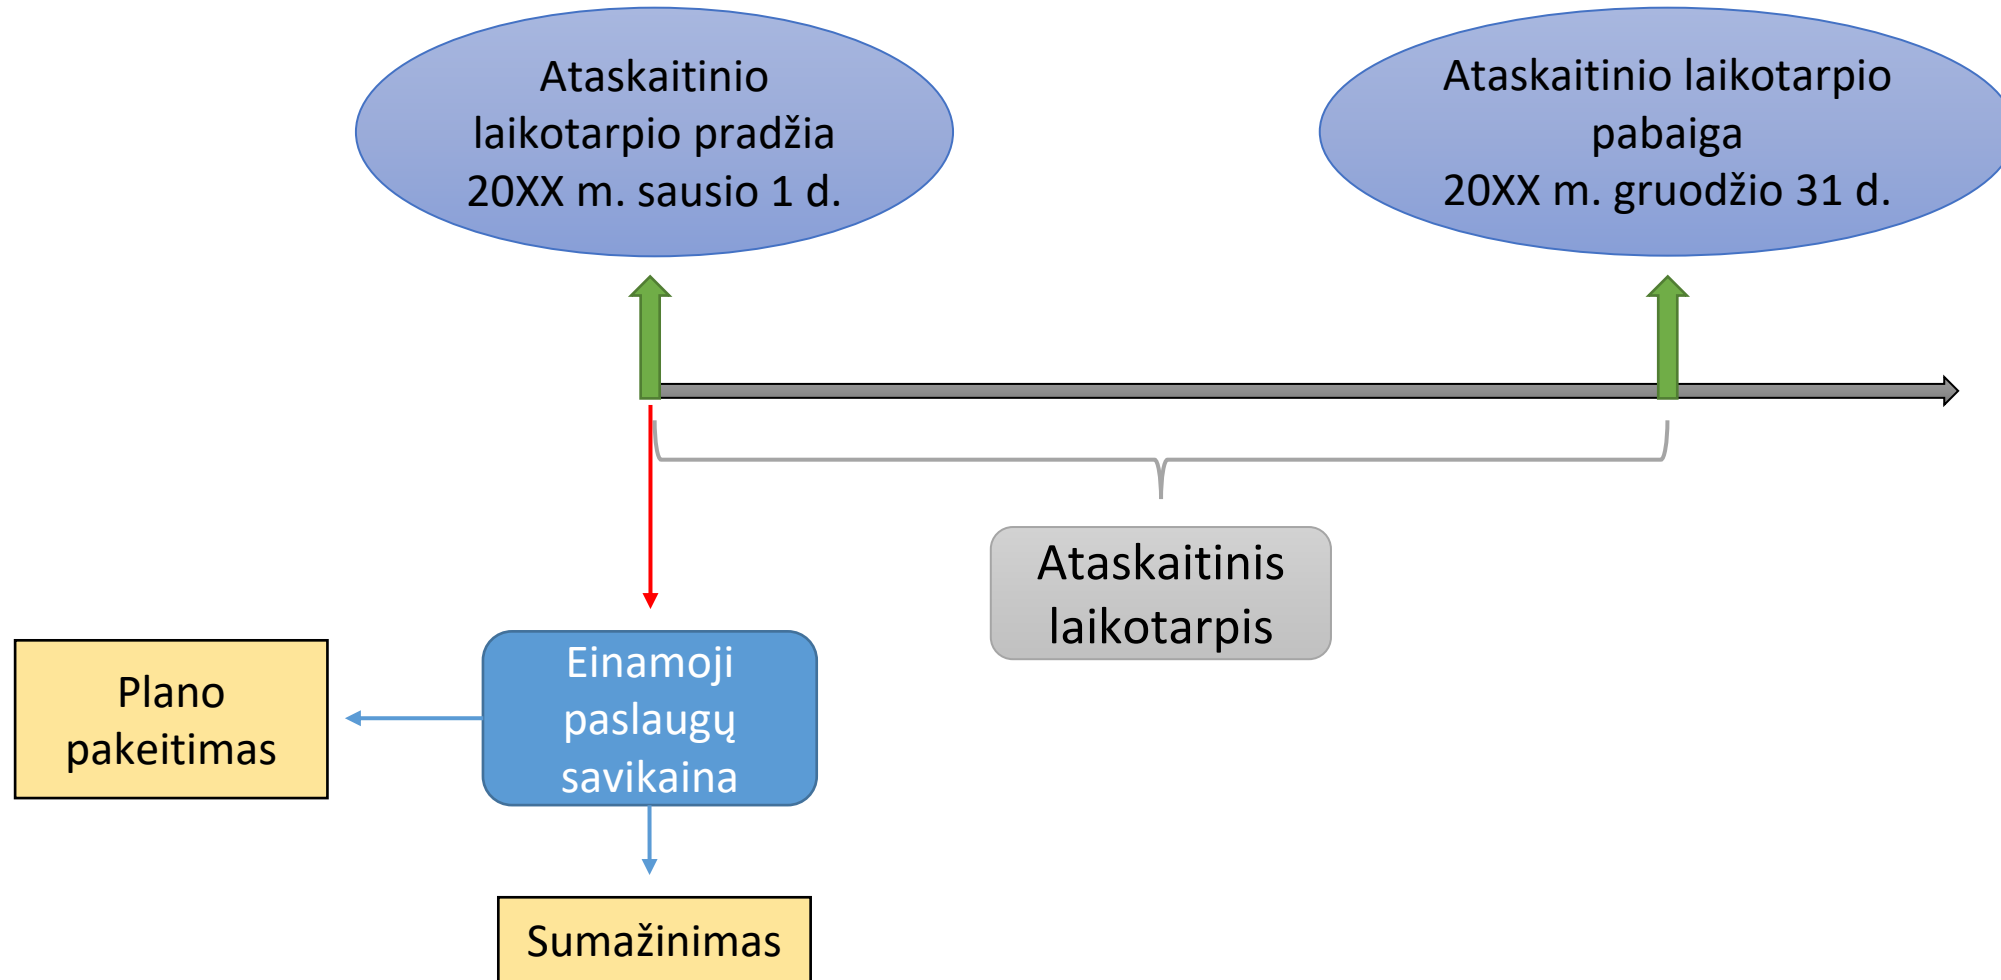 Ataskaitinio
laikotarpio pradžia
20XX m. sausio 1 d.
Ataskaitinio laikotarpio
pabaiga
20XX m. gruodžio 31 d.
Ataskaitinis
laikotarpis
Einamoji
paslaugų
savikaina
Plano
pakeitimas
Sumažinimas